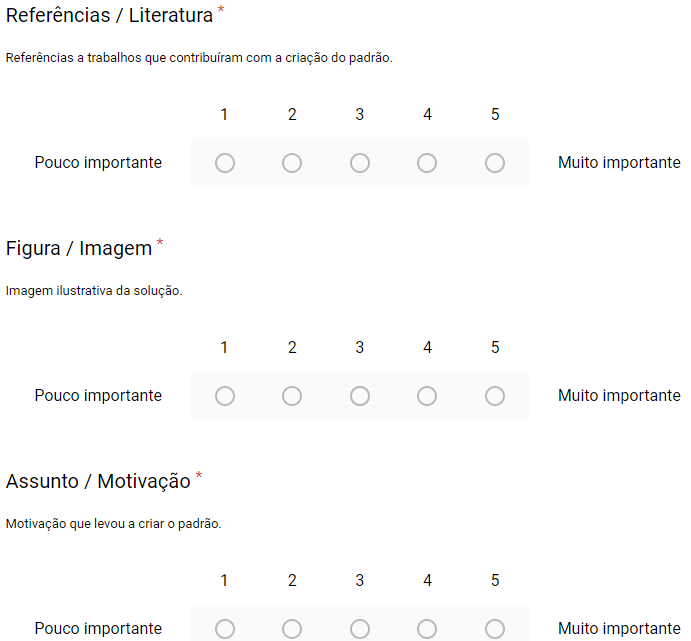 Referências / Literatura *
Referências a trabalhos que contribuíram com a criação do padrão.
1 2 3 4 5
Pouco importante Muito importante
Figura / Imagem *
Imagem ilustrativa da solução.
1 2 3 4 5
Pouco importante Muito importante
Assunto / Motivação *
Motivação que levou a criar o padrão.
1 2 3 4 5
Pouco importante Muito importante